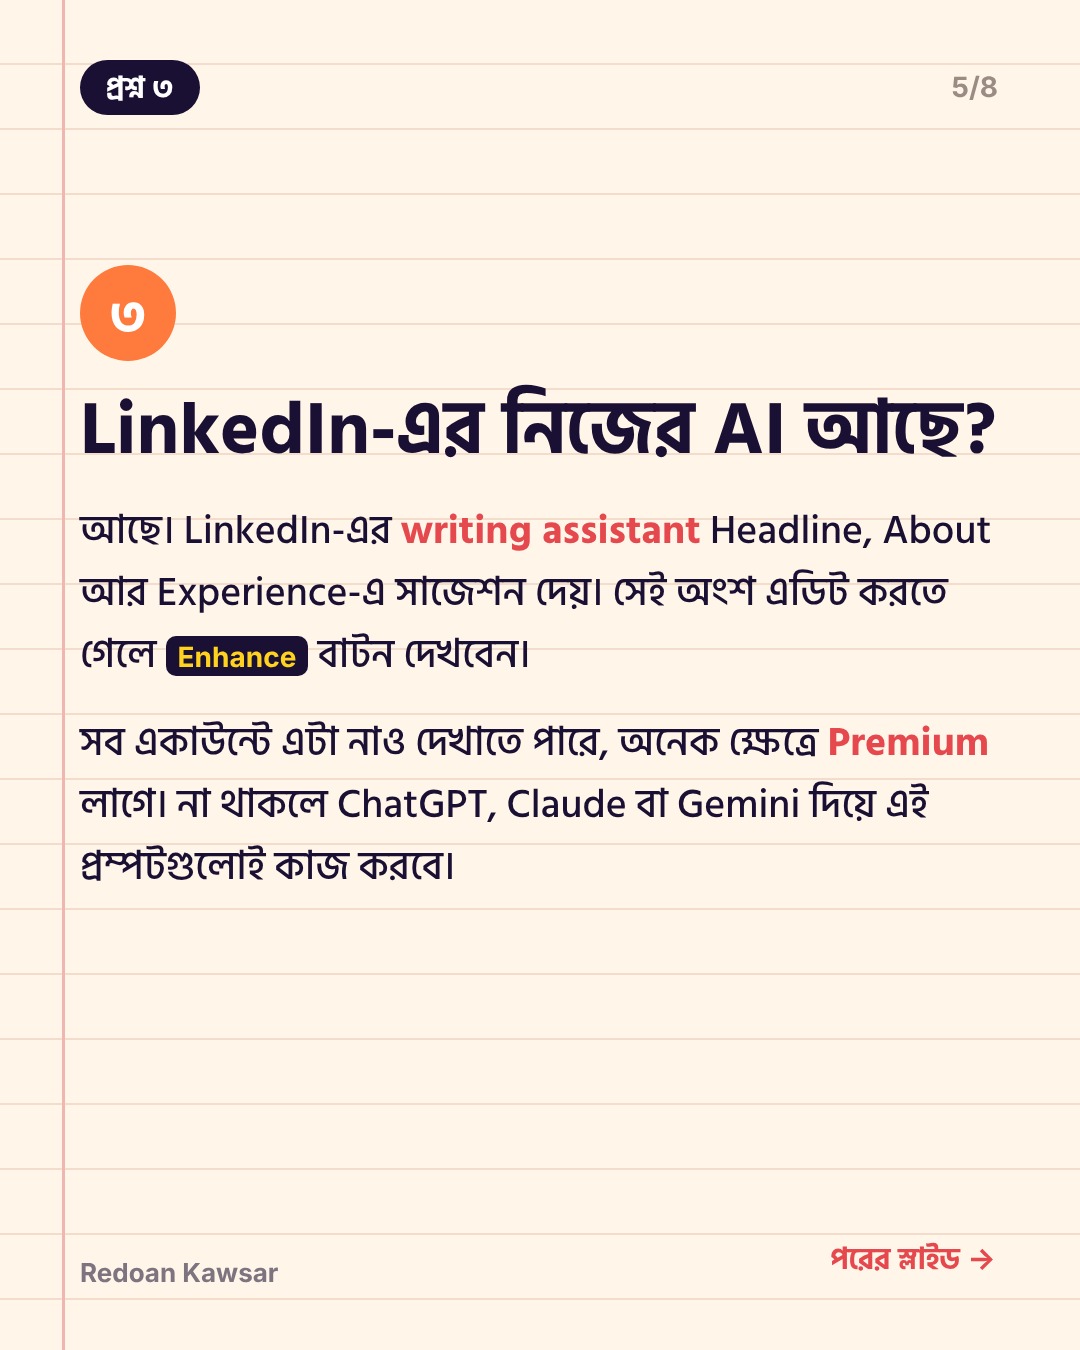 প্রশ্ন ৩
5/8
৩
LinkedIn-এর নিজের AI আছে?
আছে। LinkedIn-এর writing assistant Headline, About
আর Experience-এ সাজেশন দেয়। সেই অংশ এডিট করতে
গেলে Enhance বাটন দেখবেন।
সব একাউন্টে এটা নাও দেখাতে পারে, অনেক ক্ষেত্রে Premium
লাগে। না থাকলে ChatGPT, Claude বা Gemini দিয়ে এই
প্রম্পটগুলোই কাজ করবে।
Redoan Kawsar
পরের স্লাইড →